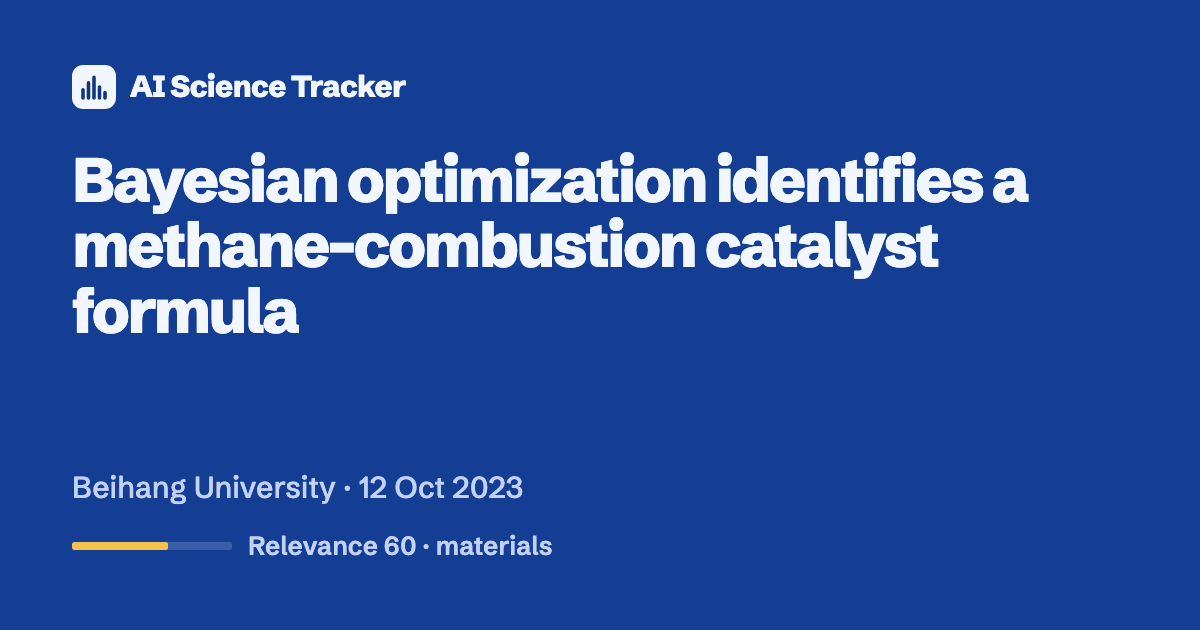 AI Science Tracker
Bayesian optimization identifies a
methane-combustion catalyst
formula
Beihang University · 12 Oct 2023
Relevance 60 · materials